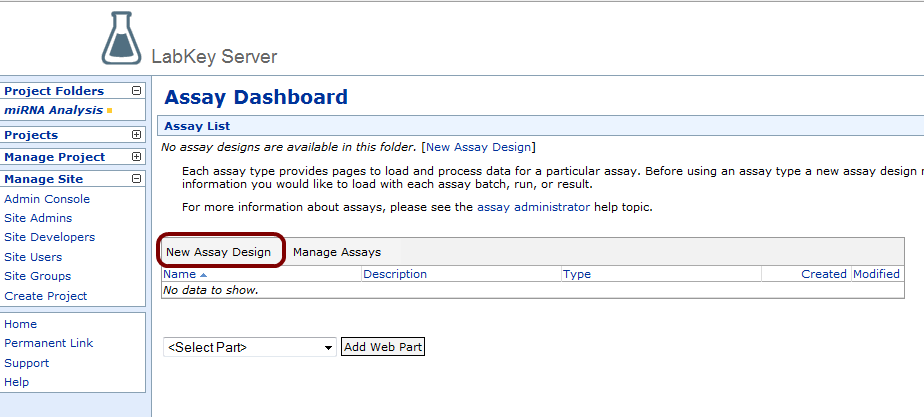 LabKey Server
Project Folders
miRNA Analysis
Projects
Manage Project
Manage Site
Admin Console
Site Admins
Site Developers
Site Users
Site Groups
Create Project
Home
Permanent Link
Support
Help
Assay Dashboard
Assay List
No assay designs are available in this folder. [New Assay Design]
Each assay type provides pages to load and process data for a particular assay. Before using an assay type a new assay design
information you would like to load with each assay batch, run, or result.
For more information about assays, please see the assay administrator help topic.
New Assay Design Manage Assays
Name Description Type Created Modified
No data to show.
<Select Part> Add Web Part